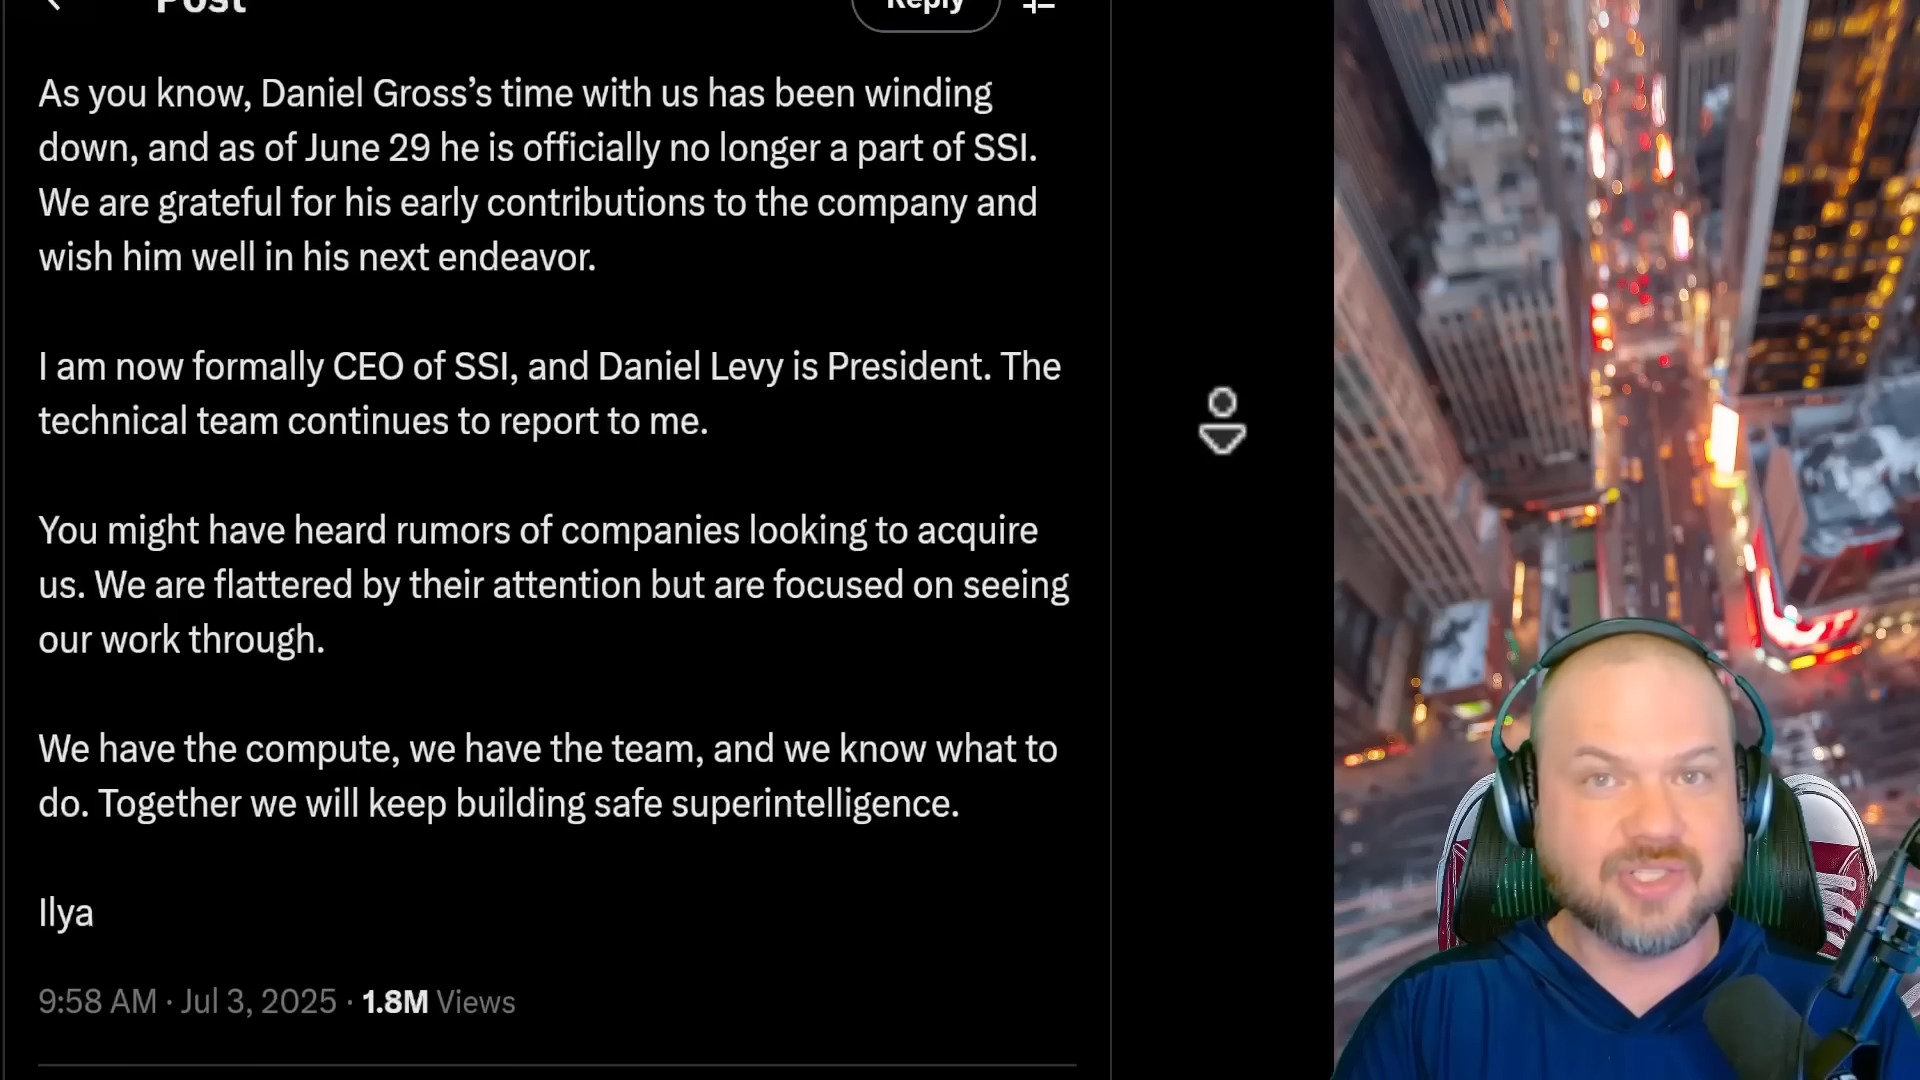 Post
Reply
As you know, Daniel Gross’s time with us has been winding
down, and as of June 29 he is officially no longer a part of SSI.
We are grateful for his early contributions to the company and
wish him well in his next endeavor.
I am now formally CEO of SSI, and Daniel Levy is President. The
technical team continues to report to me.
You might have heard rumors of companies looking to acquire
us. We are flattered by their attention but are focused on seeing
our work through.
We have the compute, we have the team, and we know what to
do. Together we will keep building safe superintelligence.
Ilya
9:58 AM · Jul 3, 2025 · 1.8M Views